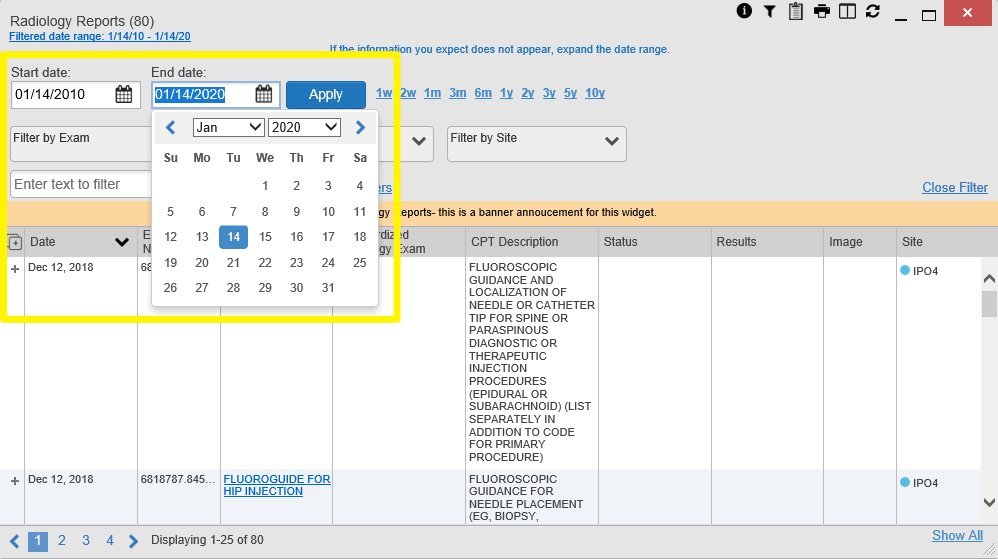 Radiology Reports (80)
Filtered date range: 1/14/10 - 1/14/20
If the information you expect does not appear, expand the date range.
Start date:
End date:
01/14/2010
01/14/2020
Apply
1w 2w 1m 3m 6m 1y 2y 3y 5y 10y
Jan 2020
Su Mo Tu We Th Fr Sa
1 2 3 4
5 6 7 8 9 10 11
12 13 14 15 16 17 18
19 20 21 22 23 24 25
26 27 28 29 30 31
Filter by Exam
Filter by Site
Enter text to filter
Close Filter
Reports- this is a banner annoucement for this widget.
Date
CPT Description
Status
Results
Image
Site
Exam
Dec 12, 2018
FLUOROSCOPIC
GUIDANCE AND
LOCALIZATION OF
NEEDLE OR CATHETER
TIP FOR SPINE OR
PARASPINOUS
DIAGNOSTIC OR
THERAPEUTIC
INJECTION
PROCEDURES
(EPIDURAL OR
SUBARACHNOID) (LIST
SEPARATELY IN
ADDITION TO CODE
FOR PRIMARY
PROCEDURE)
IPO4
Dec 12, 2018
6818787.845...
FLUOROGUIDE FOR
HIP INJECTION
FLUOROSCOPIC
GUIDANCE FOR
NEEDLE PLACEMENT
(EG, BIOPSY,
IPO4
1 2 3 4
Displaying 1-25 of 80
Show All